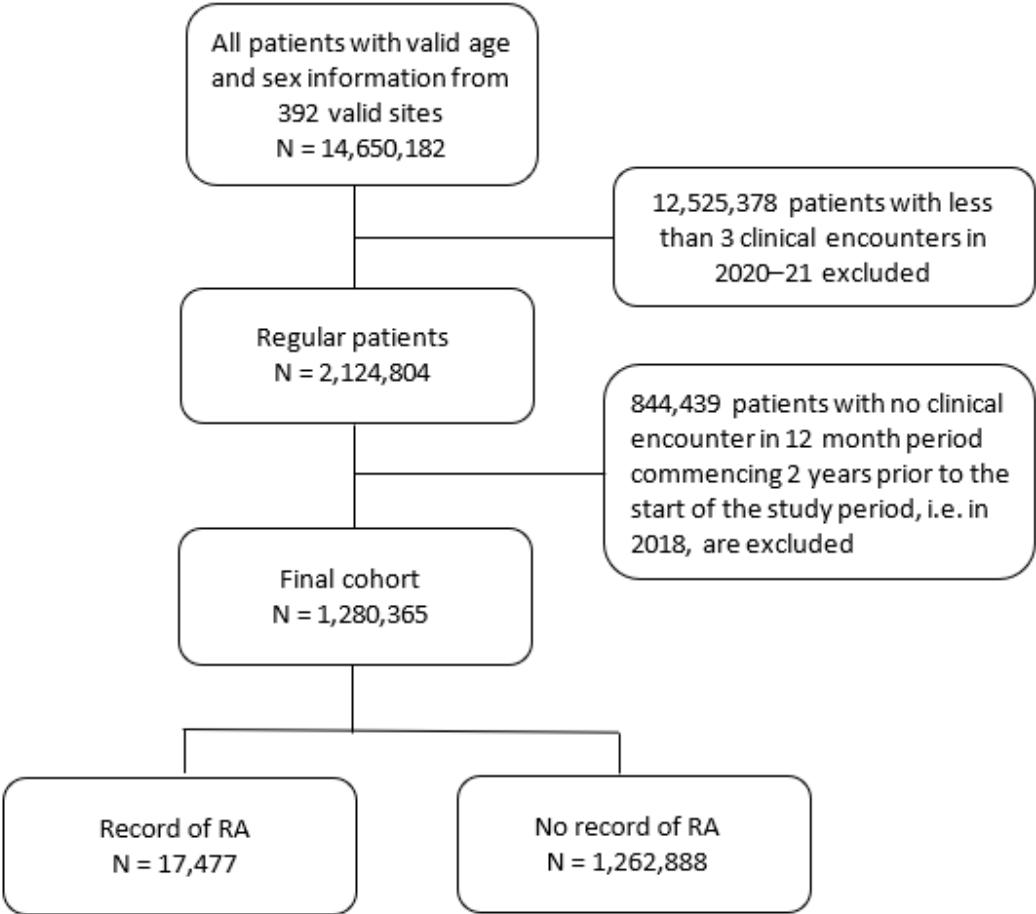 All patients with valid age
and sex information from
392 valid sites
N = 14,650,182
12,525,378 patients with less
than 3 clinical encounters in
2020–21 excluded
Regular patients
N = 2,124,804
844,439 patients with no clinical
encounter in 12 month period
commencing 2 years prior to the
start of the study period, i.e. in
2018, are excluded
Final cohort
N = 1,280,365
Record of RA
N = 17,477
No record of RA
N = 1,262,888